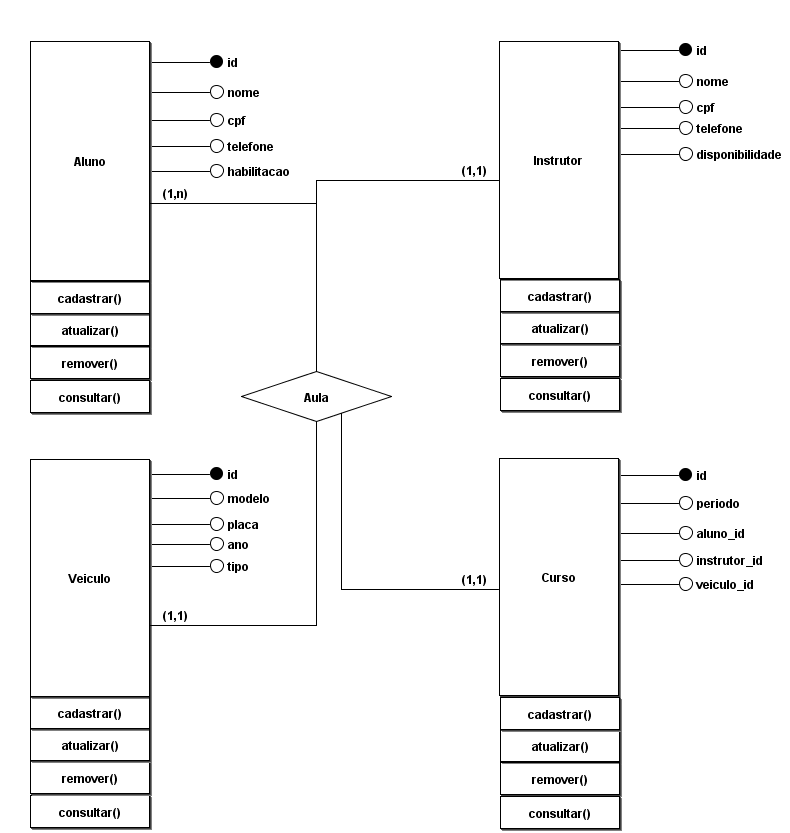 Aluno
id
nome
cpf
telefone
habilitacao
(1,n)
cadastrar()
atualizar()
remover()
consultar()
Instrutor
id
nome
cpf
telefone
disponibilidade
(1,1)
cadastrar()
atualizar()
remover()
consultar()
Aula
Veiculo
id
modelo
placa
ano
tipo
(1,1)
cadastrar()
atualizar()
remover()
consultar()
Curso
id
periodo
aluno_id
instrutor_id
veiculo_id
(1,1)
cadastrar()
atualizar()
remover()
consultar()